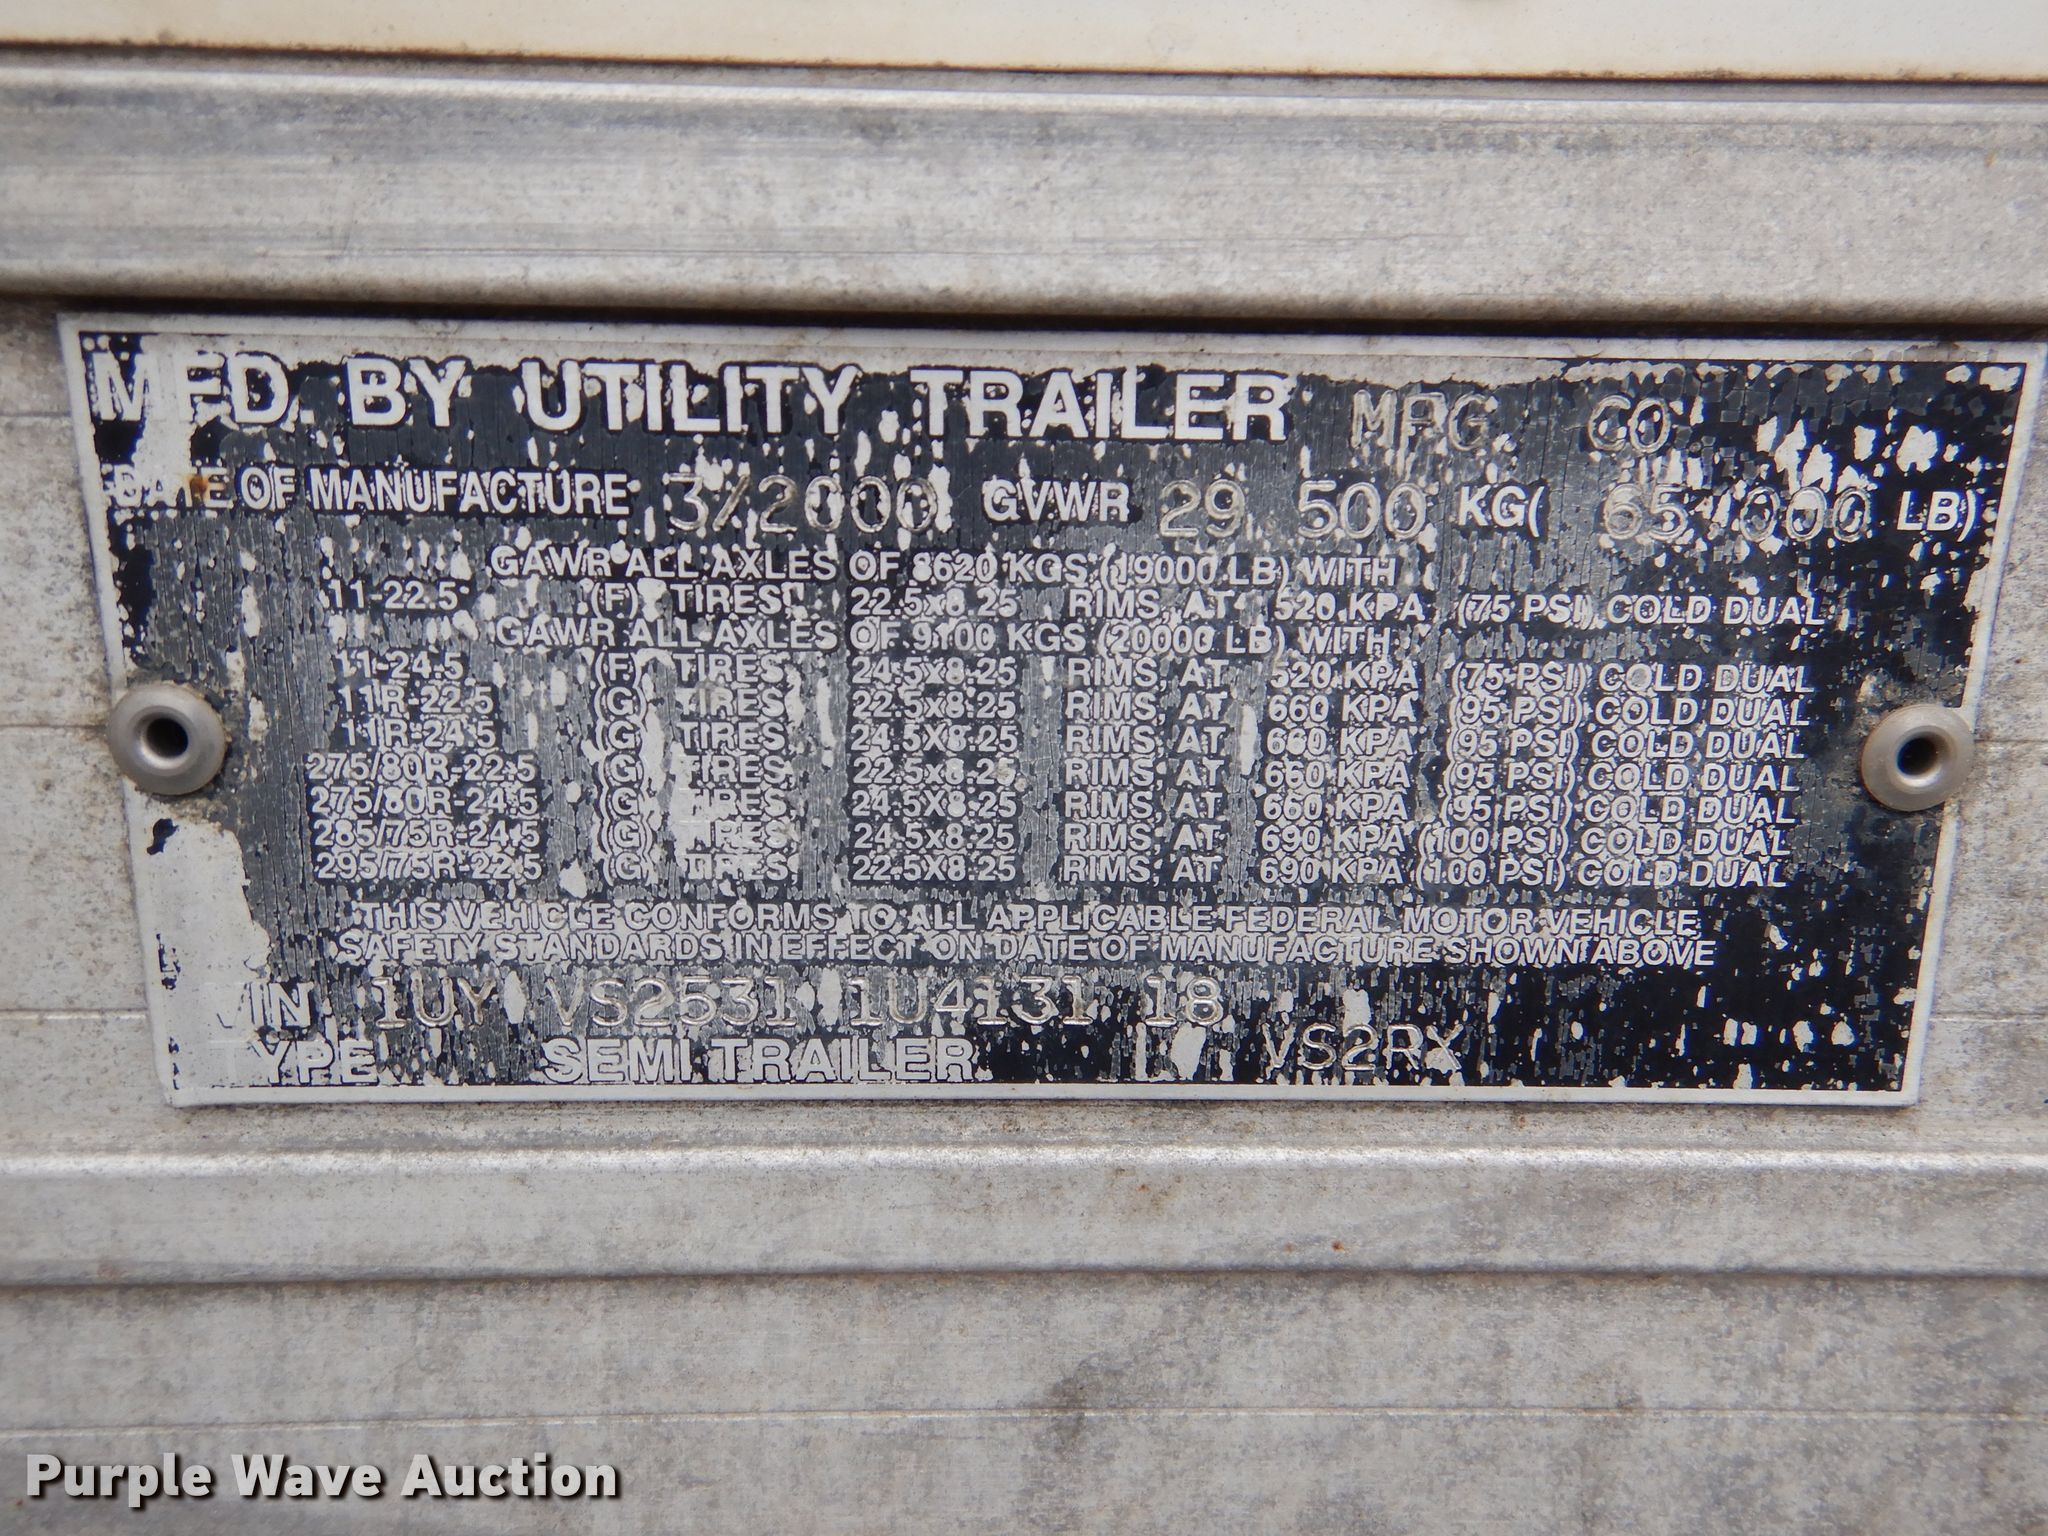 MFD. BY UTILITY TRAILER MFG. CO.
DATE OF MANUFACTURE 3/2000 GVWR 29 500 KG( 65 000 LB)
GAWR ALL AXLES OF 8620 KGS (19000 LB) WITH
11-22.5 (F) TIRES, 22.5x8.25 RIMS, AT 520 KPA (75 PSI) COLD DUAL
GAWR ALL AXLES OF 9100 KGS (20000 LB) WITH
11-24.5 (F) TIRES, 24.5x8.25 RIMS, AT 520 KPA (75 PSI) COLD DUAL
11R-22.5 (G) TIRES, 22.5x8.25 RIMS, AT 660 KPA (95 PSI) COLD DUAL
11R-24.5 (G) TIRES, 24.5x8.25 RIMS, AT 660 KPA (95 PSI) COLD DUAL
275/80R-22.5 (G) TIRES, 22.5x8.25 RIMS, AT 660 KPA (95 PSI) COLD DUAL
275/80R-24.5 (G) TIRES, 24.5x8.25 RIMS, AT 660 KPA (95 PSI) COLD DUAL
285/75R-24.5 (G) TIRES, 24.5x8.25 RIMS, AT 690 KPA (100 PSI) COLD DUAL
295/75R-22.5 (G) TIRES, 22.5x8.25 RIMS, AT 690 KPA (100 PSI) COLD DUAL
THIS VEHICLE CONFORMS TO ALL APPLICABLE FEDERAL MOTOR VEHICLE
SAFETY STANDARDS IN EFFECT ON DATE OF MANUFACTURE SHOWN ABOVE
VIN 1UY VS2531 1U4131 18
TYPE SEMI TRAILER VS2RX
Purple Wave Auction